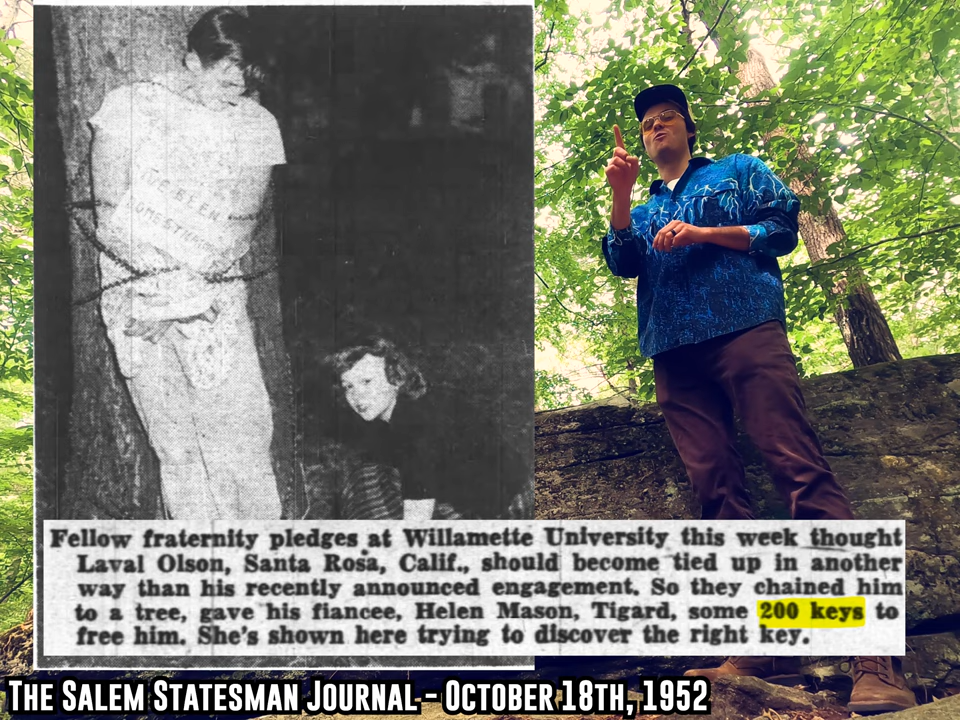 Fellow fraternity pledges at Willamette University this week thought
Laval Olson, Santa Rosa, Calif., should become tied up in another
way than his recently announced engagement. So they chained him
to a tree, gave his fiancee, Helen Mason, Tigard, some 200 keys to
free him. She's shown here trying to discover the right key.
The Salem Statesman Journal - October 18th, 1952